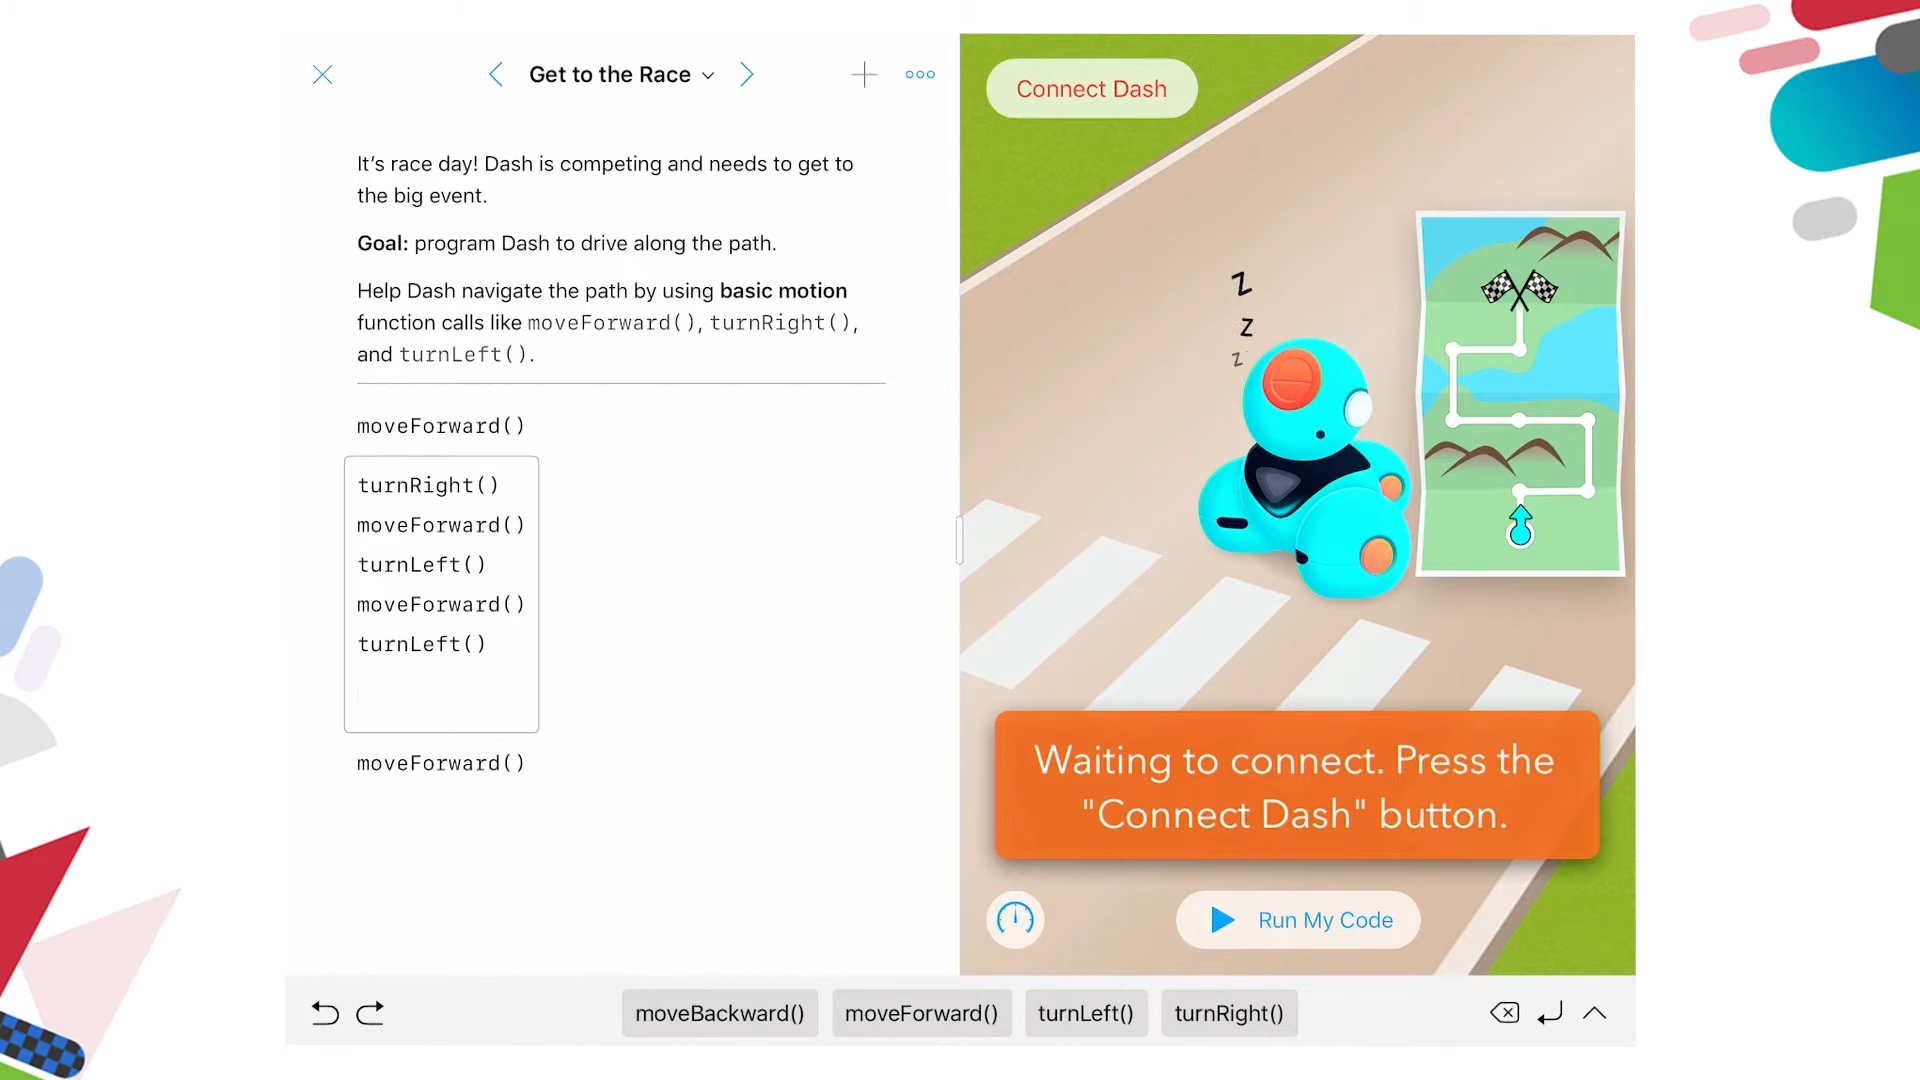 Get to the Race
It’s race day! Dash is competing and needs to get to
the big event.
Goal: program Dash to drive along the path.
Help Dash navigate the path by using basic motion
function calls like moveForward(), turnRight(),
and turnLeft().
moveForward()
turnRight()
moveForward()
turnLeft()
moveForward()
turnLeft()
moveForward()
Connect Dash
z
z
z
Waiting to connect. Press the
"Connect Dash" button.
Run My Code
moveBackward()
moveForward()
turnLeft()
turnRight()